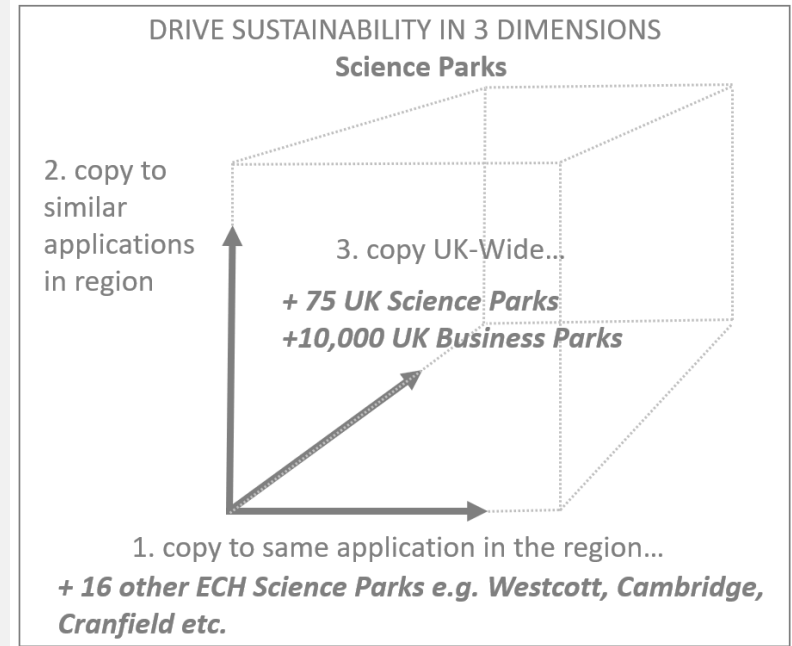 DRIVE SUSTAINABILITY IN 3 DIMENSIONS
Science Parks
2. copy to
similar
applications
in region
3. copy UK-Wide...
+ 75 UK Science Parks
+10,000 UK Business Parks
1. copy to same application in the region...
+ 16 other ECH Science Parks e.g. Westcott, Cambridge,
Cranfield etc.